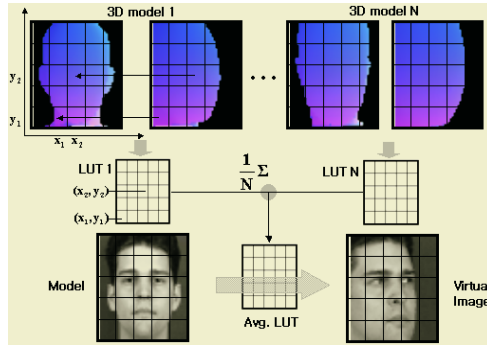 3D model 1
3D model N
y₂
...
y₁
x₁ x₂
LUT 1
1/N Σ
LUT N
(x₂, y₂)
(x₁, y₁)
Model
Avg. LUT
Virtual Image